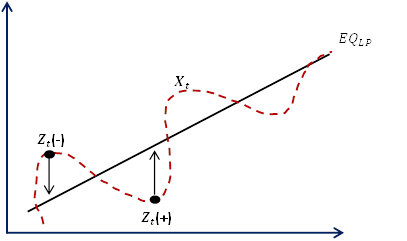 EQ_LP
X_t
Z_t(-)
Z_t(+)